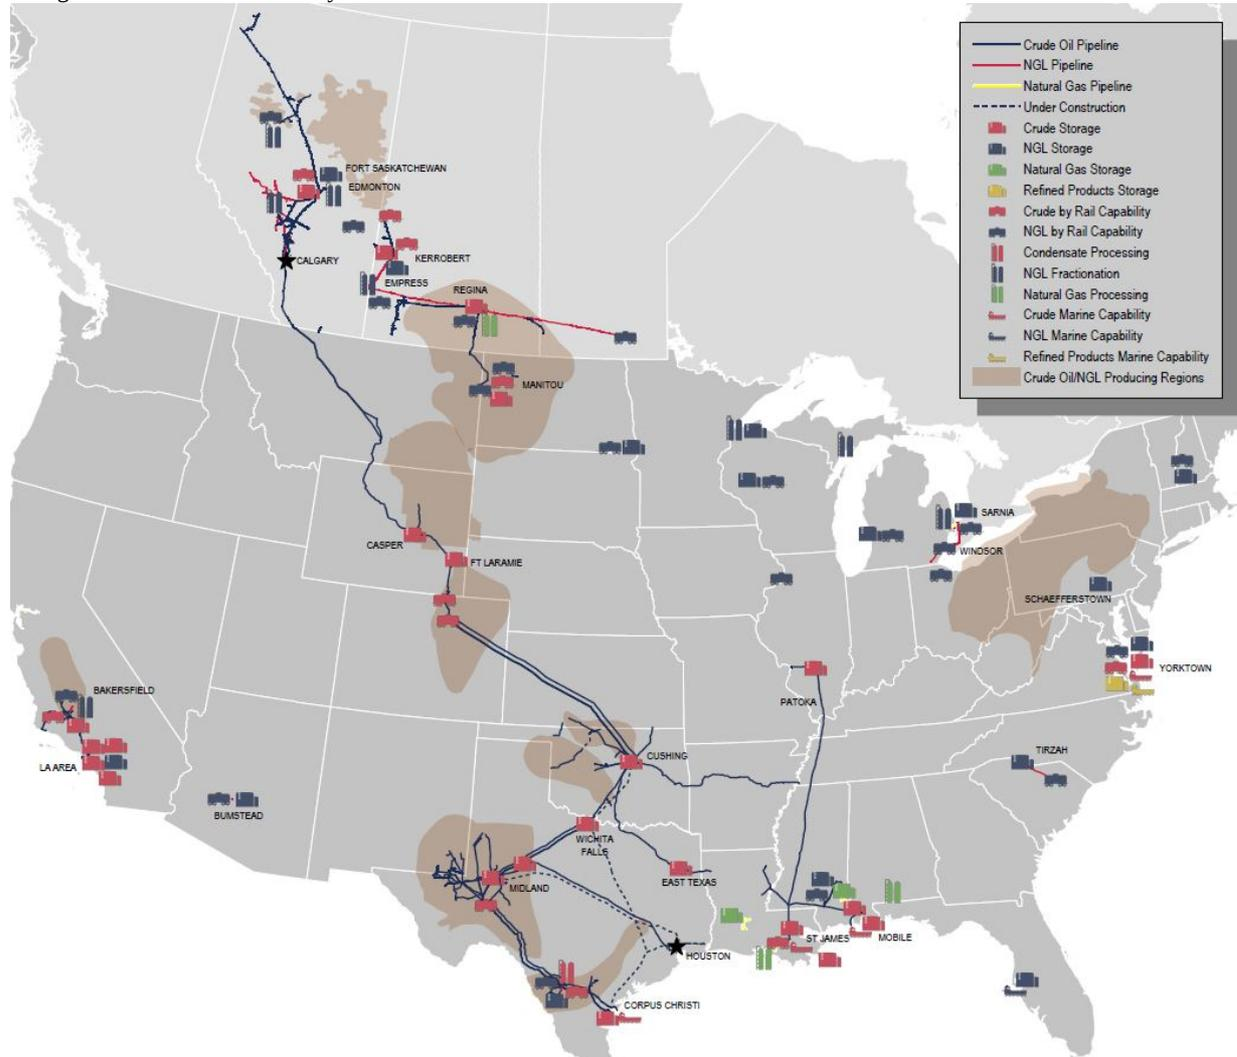 Crude Oil Pipeline
NGL Pipeline
Natural Gas Pipeline
Under Construction
Crude Storage
NGL Storage
Natural Gas Storage
Refined Products Storage
Crude by Rail Capability
NGL by Rail Capability
Condensate Processing
NGL Fractionation
Natural Gas Processing
Crude Marine Capability
NGL Marine Capability
Refined Products Marine Capability
Crude Oil/NGL Producing Regions
FORT SASKATCHEWAN
EDMONTON
CALGARY
KERROBERT
EMPRESS
REGINA
MANITOU
SARNIA
WINDSOR
CASPER
FT LARAMIE
SCHAEFFERSTOWN
YORKTOWN
BAKERSFIELD
PATOKA
CUSHING
TIRZAH
LA AREA
BUMSTEAD
WICHITA
FALLS
EAST TEXAS
MIDLAND
ST JAMES
MOBILE
HOUSTON
CORPUS CHRISTI